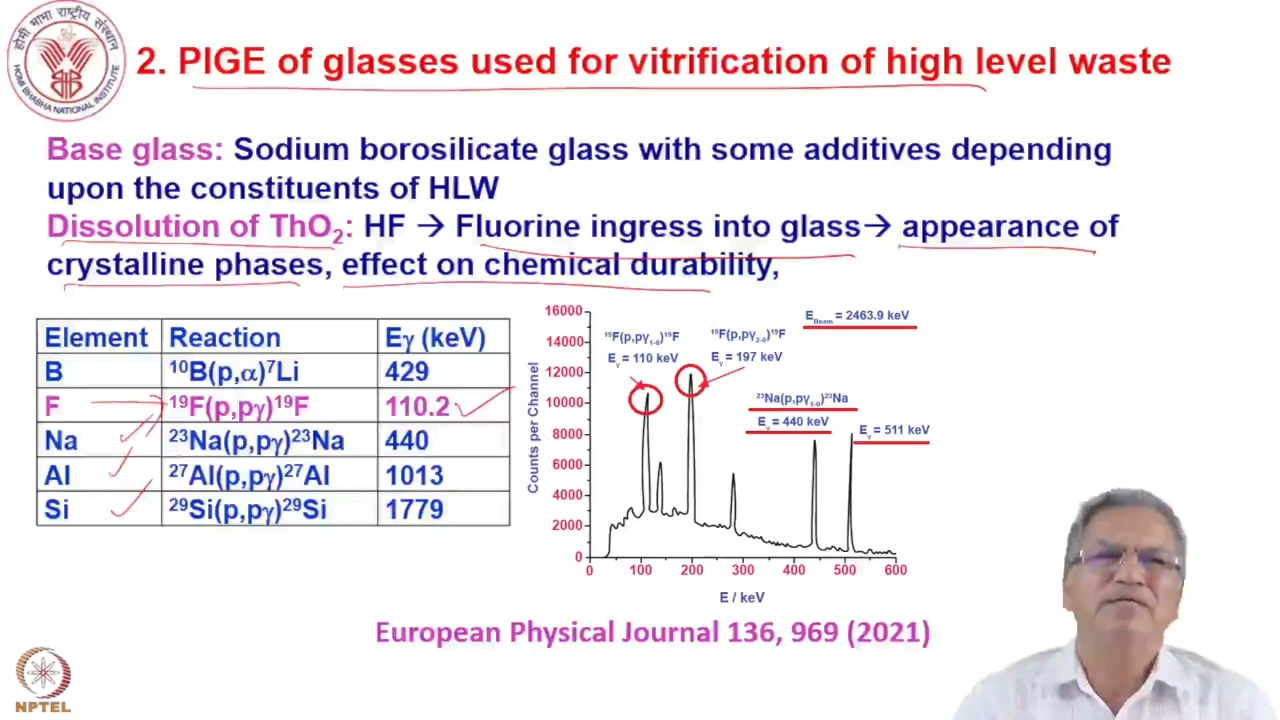 होमी भाभा राष्ट्रीय संस्थान
HOMI BHABHA NATIONAL INSTITUTE
2. PIGE of glasses used for vitrification of high level waste
Base glass: Sodium borosilicate glass with some additives depending
upon the constituents of HLW
Dissolution of ThO₂: HF → Fluorine ingress into glass→ appearance of
crystalline phases, effect on chemical durability,
Element Reaction Eγ (keV)
B ¹⁰B(p,α)⁷Li 429
F ¹⁹F(p,pγ)¹⁹F 110.2
Na ²³Na(p,pγ)²³Na 440
Al ²⁷Al(p,pγ)²⁷Al 1013
Si ²⁹Si(p,pγ)²⁹Si 1779
Counts per Channel
16000
14000
12000
10000
8000
6000
4000
2000
0
0 100 200 300 400 500 600
E / keV
¹⁹F(p,pγ₁₋₀)¹⁹F
Eγ = 110 keV
¹⁹F(p,pγ₂₋₀)¹⁹F
Eγ = 197 keV
E_Beam = 2463.9 keV
²³Na(p,pγ₁₋₀)²³Na
Eγ = 440 keV
Eγ = 511 keV
European Physical Journal 136, 969 (2021)
NPTEL